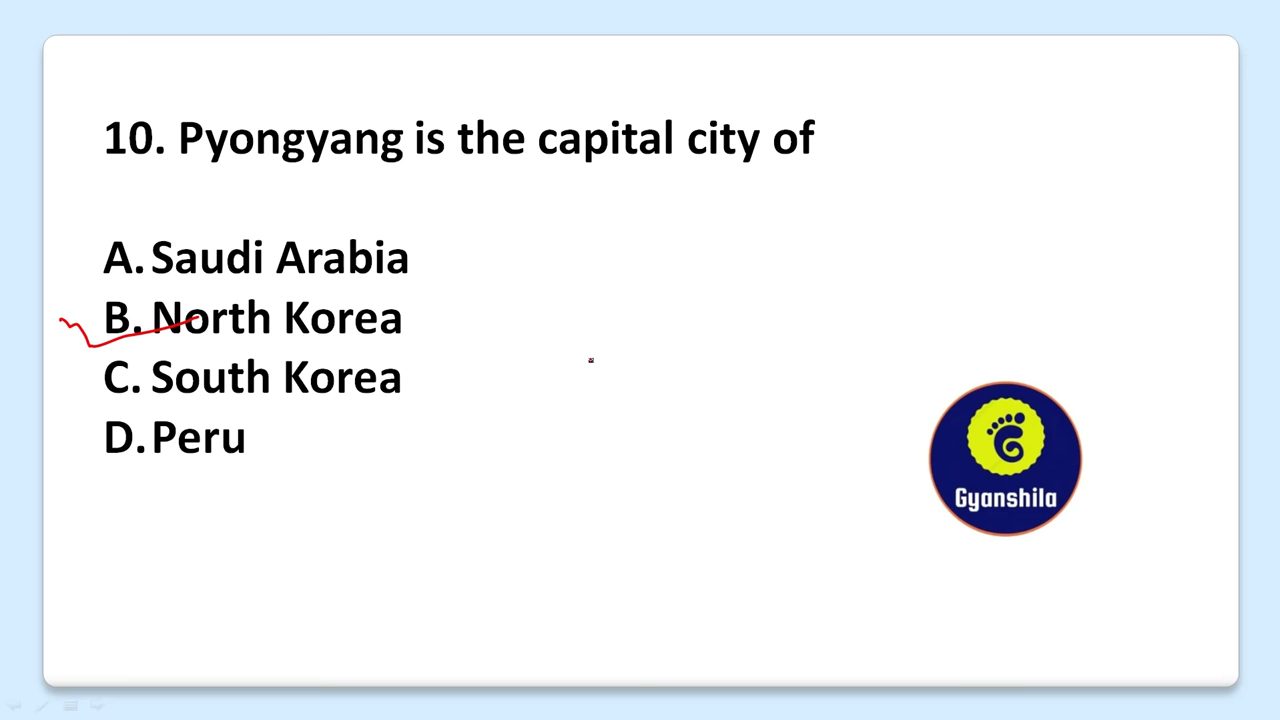 10. Pyongyang is the capital city of
A. Saudi Arabia
B. North Korea
C. South Korea
D. Peru
Gyanshila